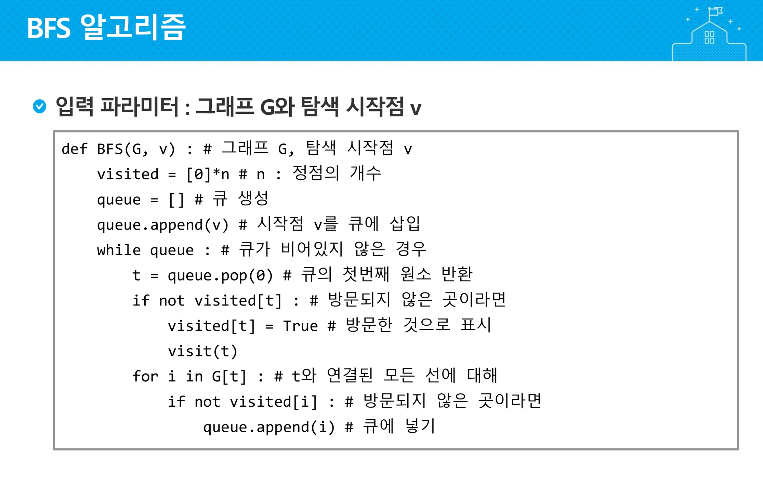 BFS 알고리즘
입력 파라미터 : 그래프 G와 탐색 시작점 v
def BFS(G, v) : # 그래프 G, 탐색 시작점 v
    visited = [0]*n # n : 정점의 개수
    queue = [] # 큐 생성
    queue.append(v) # 시작점 v를 큐에 삽입
    while queue : # 큐가 비어있지 않은 경우
        t = queue.pop(0) # 큐의 첫번째 원소 반환
        if not visited[t] : # 방문되지 않은 곳이라면
            visited[t] = True # 방문한 것으로 표시
            visit(t)
        for i in G[t] : # t와 연결된 모든 선에 대해
            if not visited[i] : # 방문되지 않은 곳이라면
                queue.append(i) # 큐에 넣기